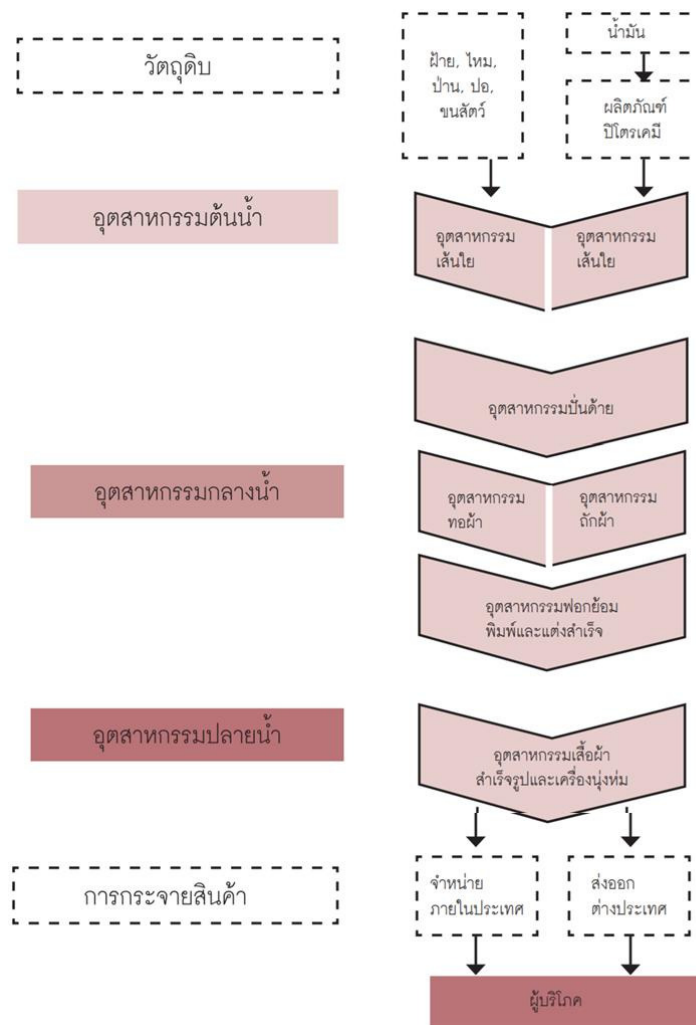 วัตถุดิบ
ฝ้าย, ไหม,
ป่าน, ปอ,
ขนสัตว์
น้ำมัน
ผลิตภัณฑ์
ปิโตรเคมี
อุตสาหกรรมต้นน้ำ
อุตสาหกรรม
เส้นใย
อุตสาหกรรม
เส้นใย
อุตสาหกรรมปั่นด้าย
อุตสาหกรรมกลางน้ำ
อุตสาหกรรม
ทอผ้า
อุตสาหกรรม
ถักผ้า
อุตสาหกรรมฟอกย้อม
พิมพ์และแต่งสำเร็จ
อุตสาหกรรมปลายน้ำ
อุตสาหกรรมเสื้อผ้า
สำเร็จรูปและเครื่องนุ่งห่ม
การกระจายสินค้า
จำหน่าย
ภายในประเทศ
ส่งออก
ต่างประเทศ
ผู้บริโภค